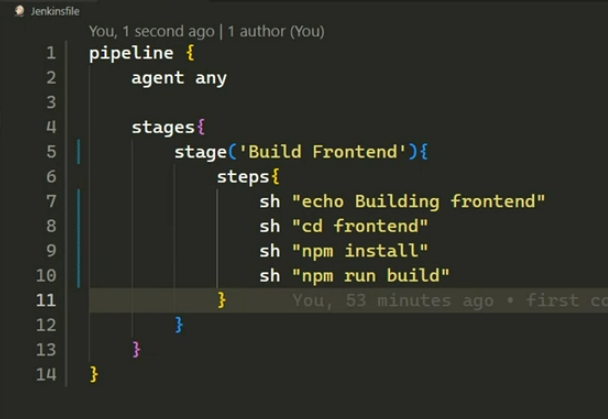 Jenkinsfile
You, 1 second ago | 1 author (You)
1 pipeline {
2     agent any
3
4     stages{
5         stage('Build Frontend'){
6             steps{
7                 sh "echo Building frontend"
8                 sh "cd frontend"
9                 sh "npm install"
10                 sh "npm run build"
11             }      You, 53 minutes ago • first
12         }
13     }
14 }